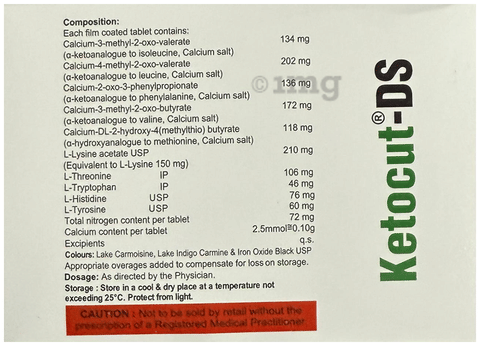 Composition:
Each film coated tablet contains:
Calcium-3-methyl-2-oxo-valerate 134 mg
(α-ketoanalogue to isoleucine, Calcium salt)
Calcium-4-methyl-2-oxo-valerate 202 mg
(α-ketoanalogue to leucine, Calcium salt)
Calcium-2-oxo-3-phenylpropionate 136 mg
(α-ketoanalogue to phenylalanine, Calcium salt)
Calcium-3-methyl-2-oxo-butyrate 172 mg
(α-ketoanalogue to valine, Calcium salt)
Calcium-DL-2-hydroxy-4(methylthio) butyrate 118 mg
(α-hydroxyanalogue to methionine, Calcium salt)
L-Lysine acetate USP 210 mg
(Equivalent to L-Lysine 150 mg)
L-Threonine IP 106 mg
L-Tryptophan IP 46 mg
L-Histidine USP 76 mg
L-Tyrosine USP 60 mg
Total nitrogen content per tablet 72 mg
Calcium content per tablet 2.5mmol≅0.10g
Excipients q.s.
Colours: Lake Carmoisine, Lake Indigo Carmine & Iron Oxide Black USP
Appropriate overages added to compensate for loss on storage.
Dosage: As directed by the Physician.
Storage : Store in a cool & dry place at a temperature not
exceeding 25°C. Protect from light.
CAUTION : Not to be sold by retail without the
prescription of a Registered Medical Practitioner.
Ketocut®-DS
© 1mg